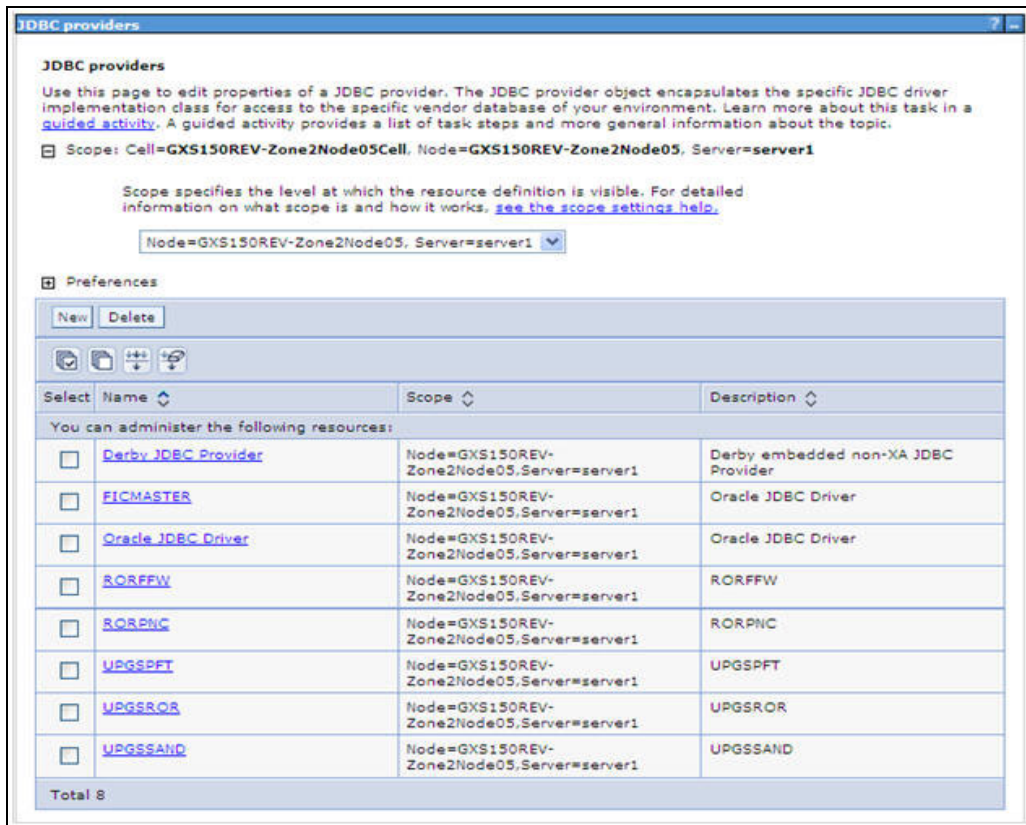 JDBC providers
? -
JDBC providers
Use this page to edit properties of a JDBC provider. The JDBC provider object encapsulates the specific JDBC driver
implementation class for access to the specific vendor database of your environment. Learn more about this task in a
guided activity. A guided activity provides a list of task steps and more general information about the topic.
Scope: Cell=GXS150REV-Zone2Node05Cell, Node=GXS150REV-Zone2Node05, Server=server1
Scope specifies the level at which the resource definition is visible. For detailed
information on what scope is and how it works, see the scope settings help.
Node=GXS150REV-Zone2Node05, Server=server1
Preferences
New Delete
Select Name Scope Description
You can administer the following resources:
Derby JDBC Provider Node=GXS150REV- Derby embedded non-XA JDBC
Zone2Node05,Server=server1 Provider
FICMASTER Node=GXS150REV- Oracle JDBC Driver
Zone2Node05,Server=server1
Oracle JDBC Driver Node=GXS150REV- Oracle JDBC Driver
Zone2Node05,Server=server1
RORFFW Node=GXS150REV- RORFFW
Zone2Node05,Server=server1
RORPNC Node=GXS150REV- RORPNC
Zone2Node05,Server=server1
UPGSPFT Node=GXS150REV- UPGSPFT
Zone2Node05,Server=server1
UPGSROR Node=GXS150REV- UPGSROR
Zone2Node05,Server=server1
UPGSSAND Node=GXS150REV- UPGSSAND
Zone2Node05,Server=server1
Total 8